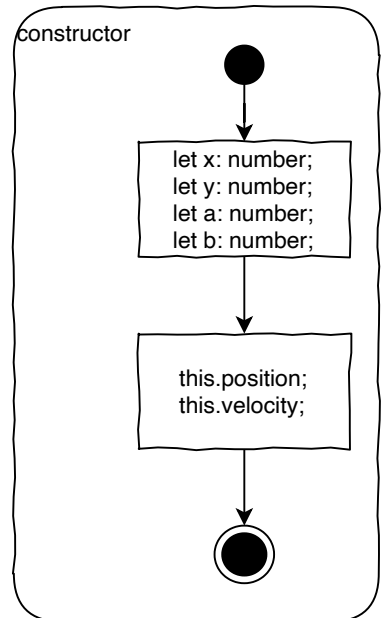 constructor
let x: number;
let y: number;
let a: number;
let b: number;
this.position;
this.velocity;